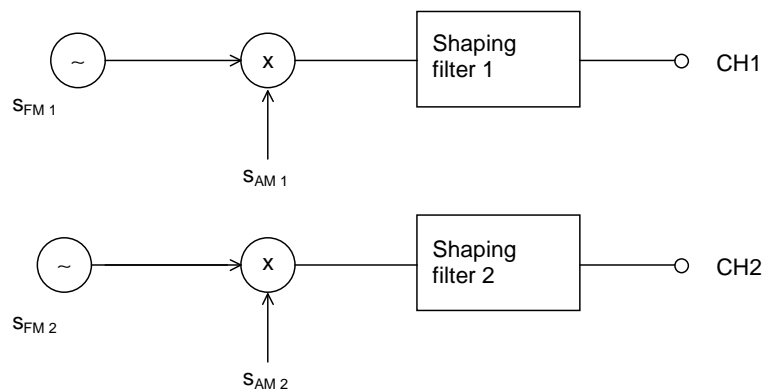 ~
x
Shaping
filter 1
CH1
sFM 1
sAM 1
~
x
Shaping
filter 2
CH2
sFM 2
sAM 2